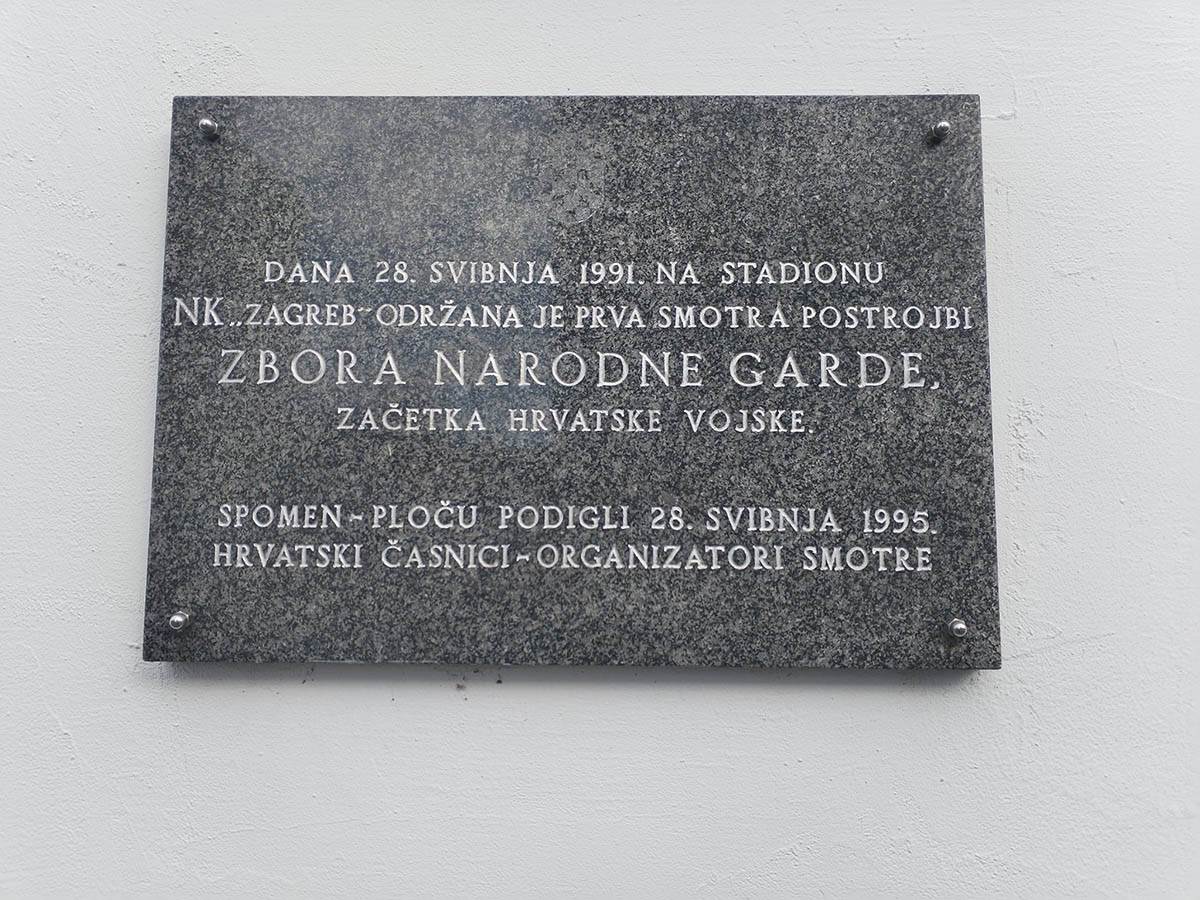 DANA 28. SVIBNJA 1991. NA STADIONU
NK „ZAGREB“ ODRŽANA JE PRVA SMOTRA POSTROJBI
ZBORA NARODNE GARDE,
ZAČETKA HRVATSKE VOJSKE.
SPOMEN-PLOČU PODIGLI 28. SVIBNJA 1995.
HRVATSKI ČASNICI-ORGANIZATORI SMOTRE